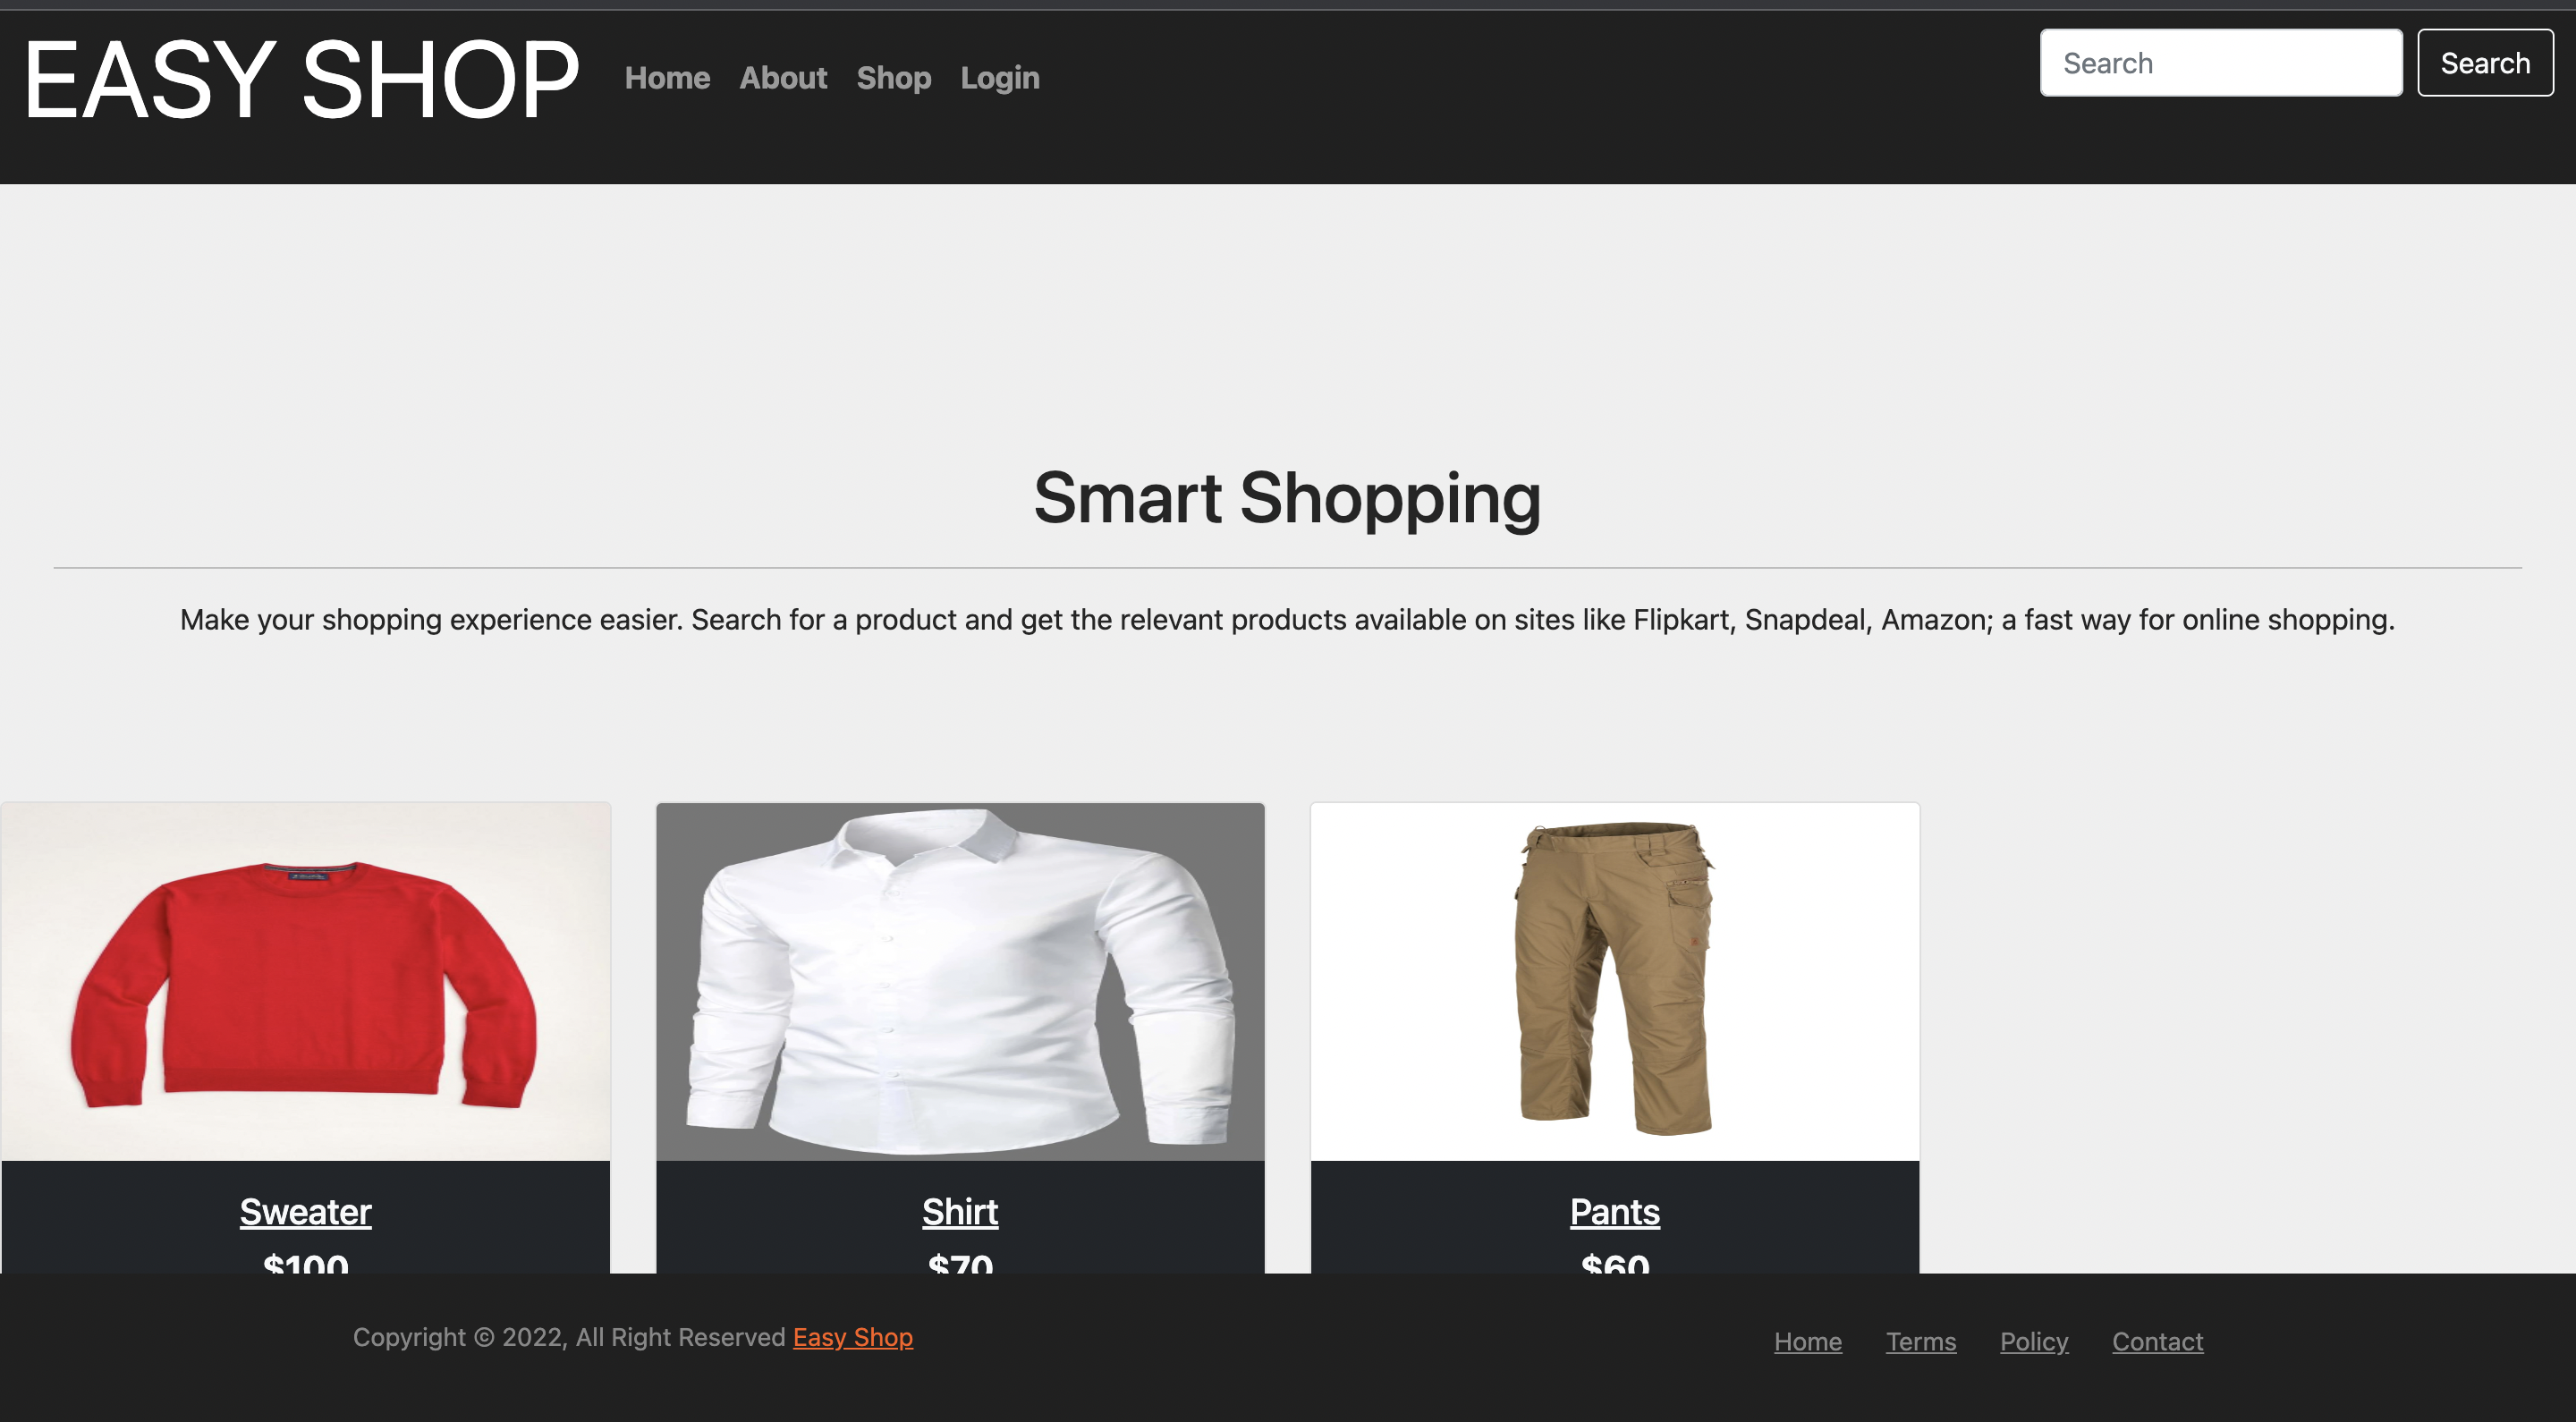 EASY SHOP
Home About Shop Login
Search Search
Smart Shopping
Make your shopping experience easier. Search for a product and get the relevant products available on sites like Flipkart, Snapdeal, Amazon; a fast way for online shopping.
Sweater Shirt Pants
$100 $70 $60
Copyright © 2022, All Right Reserved Easy Shop
Home Terms Policy Contact